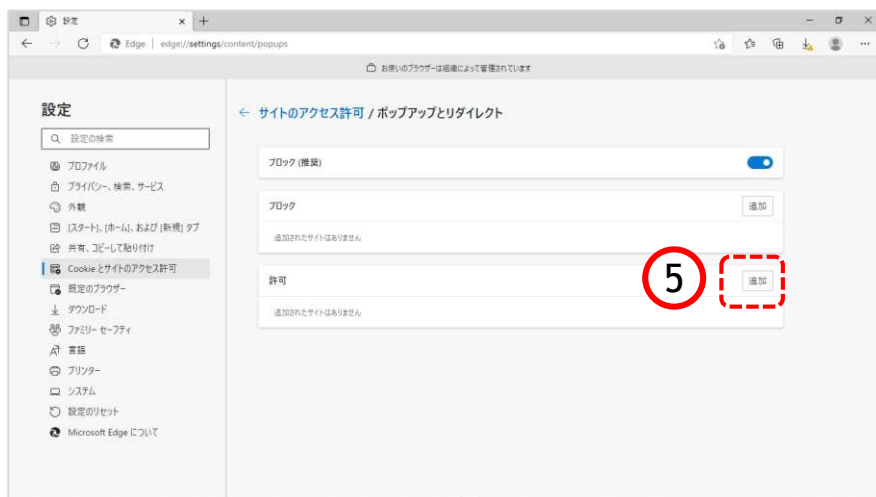 設定
Edge | edge://settings/content/popups
お使いのブラウザーは組織によって管理されています
設定
設定の検索
プロファイル
プライバシー、検索、サービス
外観
[スタート]、[ホーム]、および [新規] タブ
共有、コピーして貼り付け
Cookie とサイトのアクセス許可
既定のブラウザー
ダウンロード
ファミリー セーフティ
言語
プリンター
システム
設定のリセット
Microsoft Edge について
サイトのアクセス許可 / ポップアップとリダイレクト
ブロック (推奨)
ブロック
追加
追加されたサイトはありません
許可
5
追加
追加されたサイトはありません